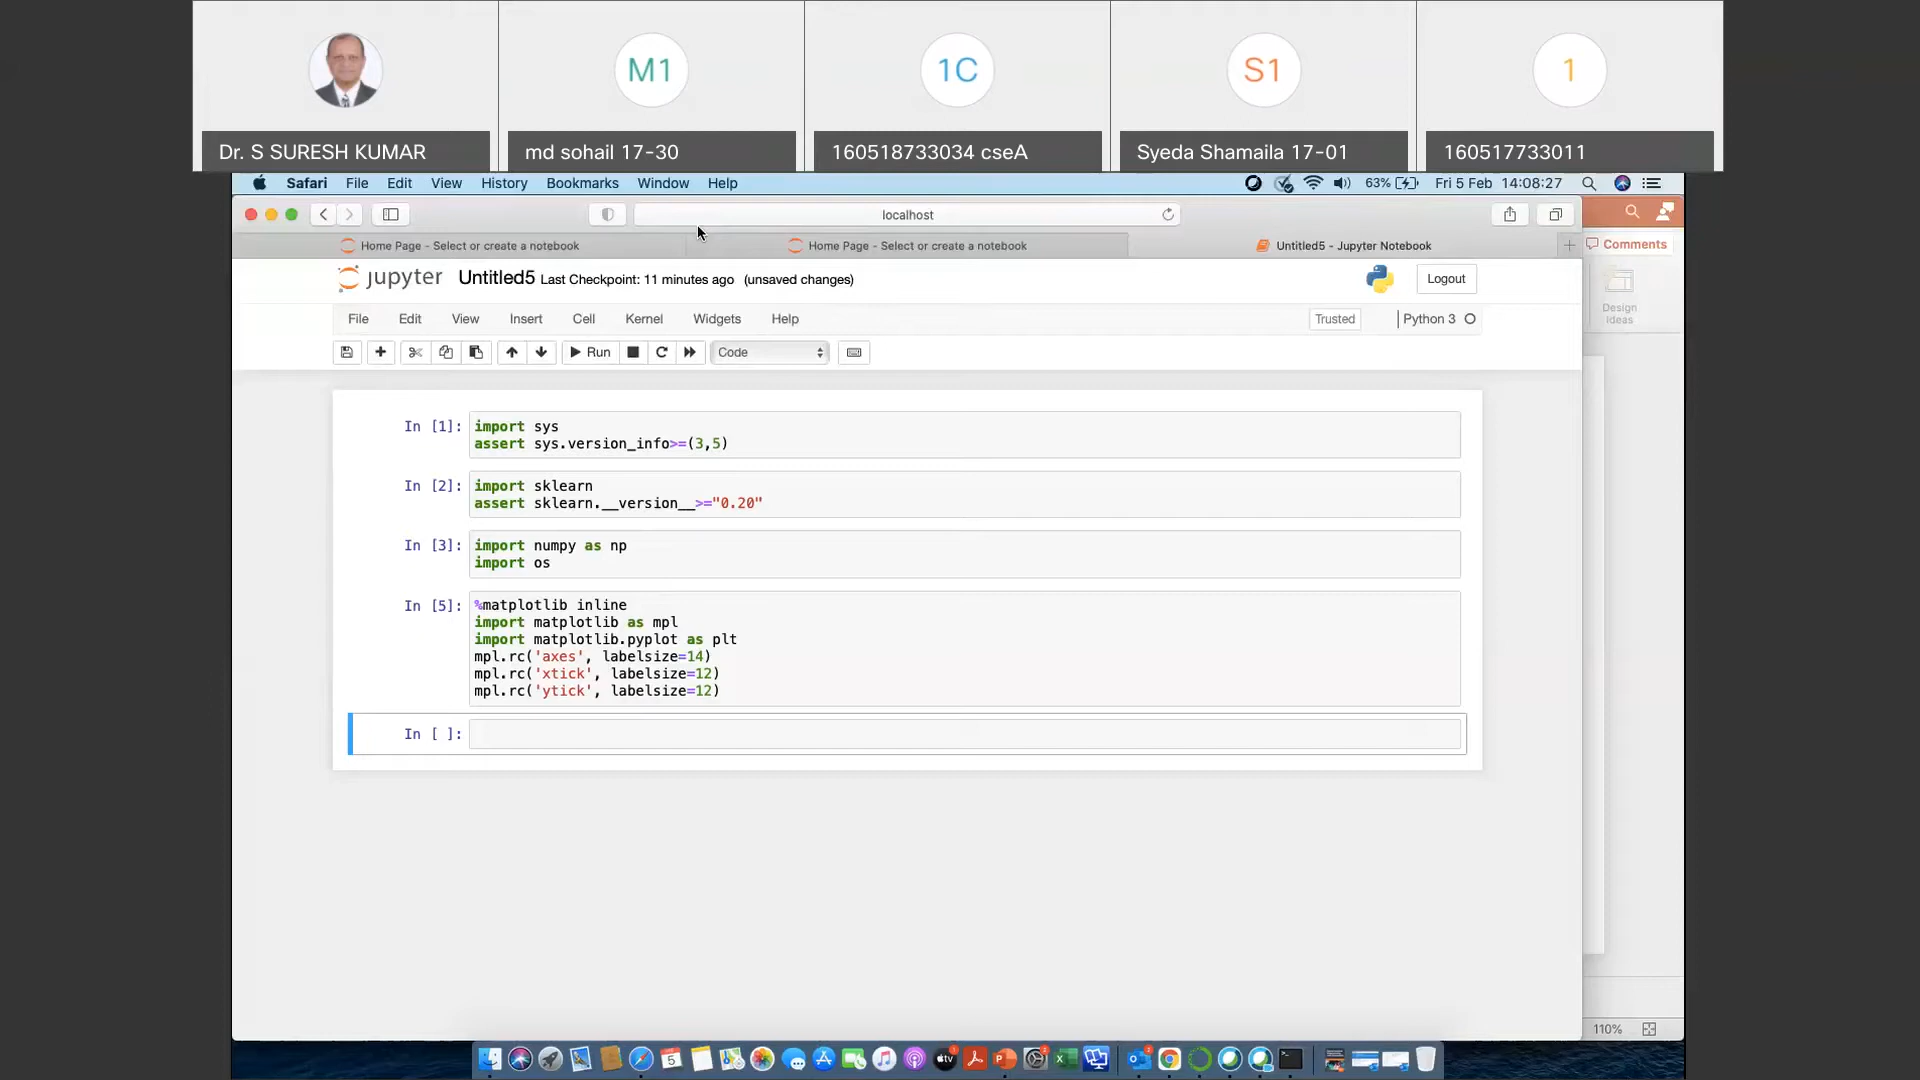 M1
1C
S1
1
Dr. S SURESH KUMAR
md sohail 17-30
160518733034 cseA
Syeda Shamaila 17-01
160517733011
Safari File Edit View History Bookmarks Window Help
63% Fri 5 Feb 14:08:27
localhost
Home Page - Select or create a notebook
Home Page - Select or create a notebook
Untitled5 - Jupyter Notebook
Comments
Design
Ideas
jupyter Untitled5 Last Checkpoint: 11 minutes ago (unsaved changes)
Logout
File Edit View Insert Cell Kernel Widgets Help
Trusted
Python 3
Run
Code
In [1]: import sys
assert sys.version_info>=(3,5)
In [2]: import sklearn
assert sklearn.__version__>="0.20"
In [3]: import numpy as np
import os
In [5]: %matplotlib inline
import matplotlib as mpl
import matplotlib.pyplot as plt
mpl.rc('axes', labelsize=14)
mpl.rc('xtick', labelsize=12)
mpl.rc('ytick', labelsize=12)
In [ ]:
110%
5
tv